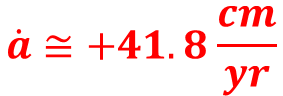 ȧ ≅ +41.8 cm/yr